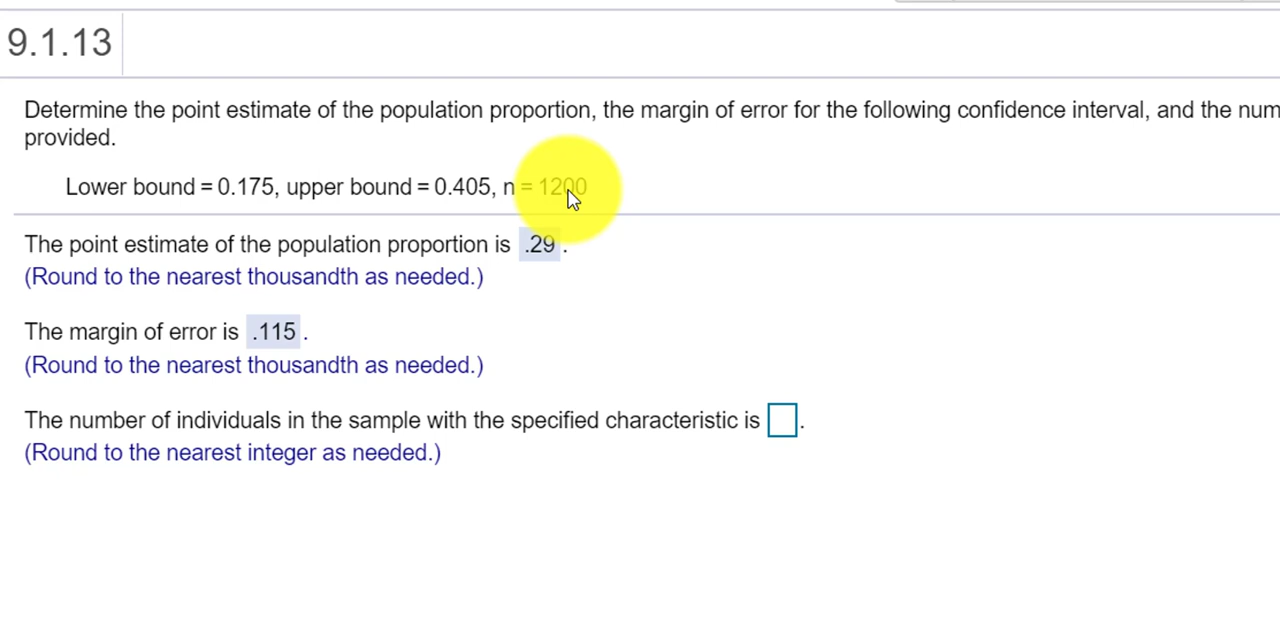 9.1.13
Determine the point estimate of the population proportion, the margin of error for the following confidence interval, and the num
provided.
Lower bound = 0.175, upper bound = 0.405, n = 1200
The point estimate of the population proportion is .29 .
(Round to the nearest thousandth as needed.)
The margin of error is .115 .
(Round to the nearest thousandth as needed.)
The number of individuals in the sample with the specified characteristic is .
(Round to the nearest integer as needed.)